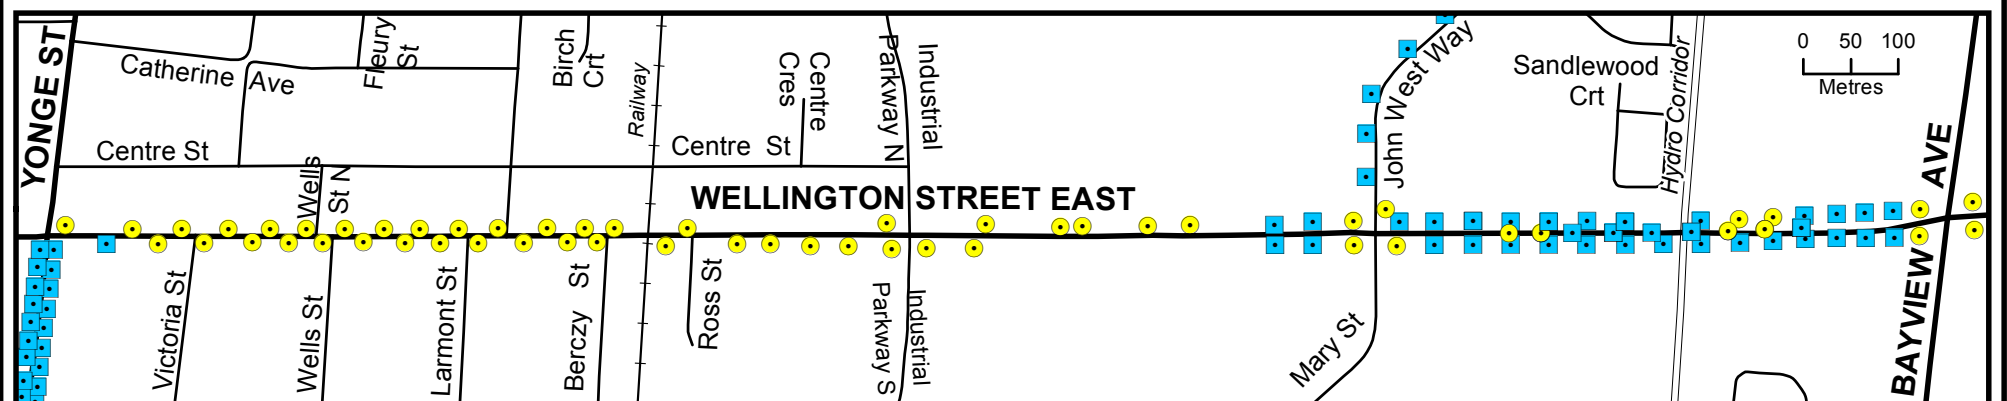 YONGE ST
Catherine Ave
Fleury
St
Birch
Crt
Railway
Centre
Cres
Industrial
Parkway N
John West Way
Sandlewood
Crt
Hydro Corridor
0 50 100
Metres
BAYVIEW AVE
Centre St
Wells
St N
Centre St
WELLINGTON STREET EAST
Victoria St
Wells St
Larmont St
Berczy St
Ross St
Industrial
Parkway S
Mary St